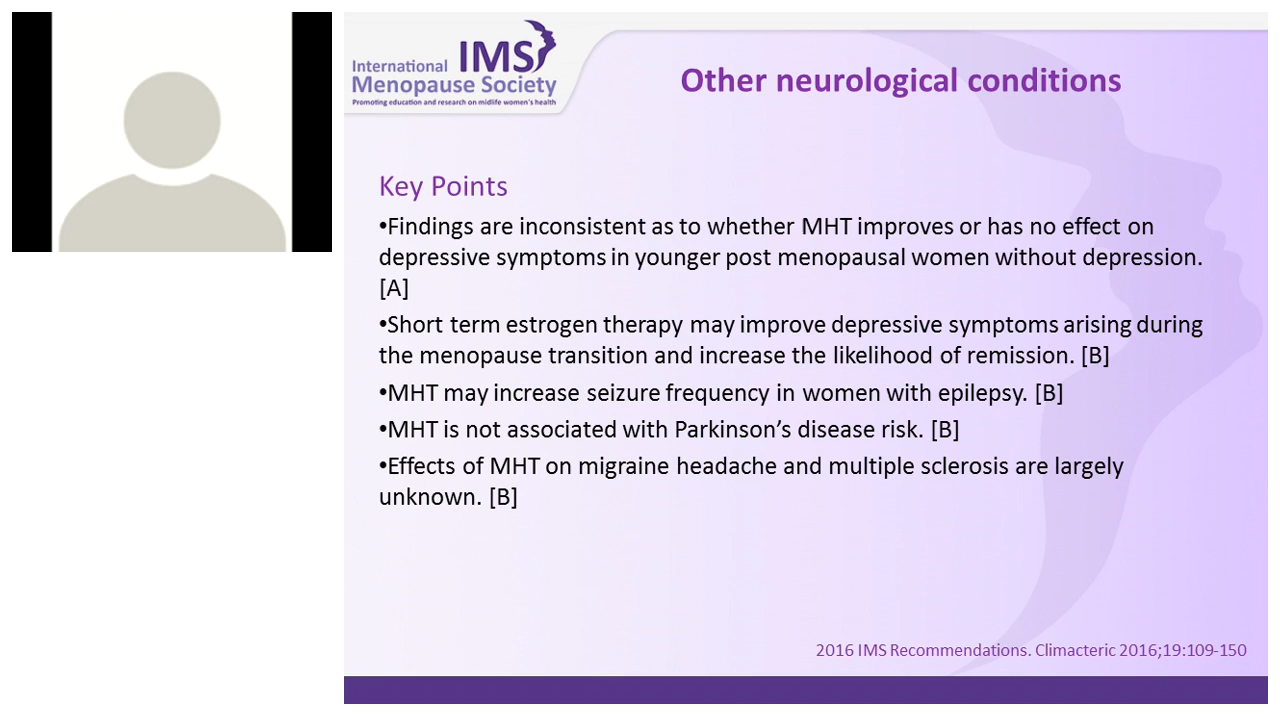 International IMS
Menopause Society
Promoting education and research on midlife women's health
Other neurological conditions
Key Points
•Findings are inconsistent as to whether MHT improves or has no effect on
depressive symptoms in younger post menopausal women without depression.
[A]
•Short term estrogen therapy may improve depressive symptoms arising during
the menopause transition and increase the likelihood of remission. [B]
•MHT may increase seizure frequency in women with epilepsy. [B]
•MHT is not associated with Parkinson’s disease risk. [B]
•Effects of MHT on migraine headache and multiple sclerosis are largely
unknown. [B]
2016 IMS Recommendations. Climacteric 2016;19:109-150